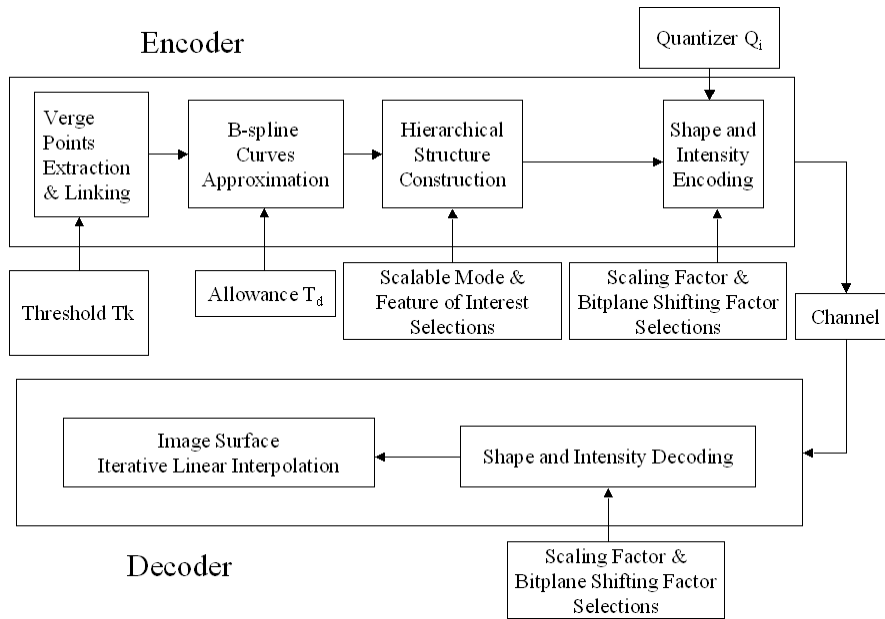 Encoder
Quantizer Qi
Verge
Points
Extraction
& Linking
B-spline
Curves
Approximation
Hierarchical
Structure
Construction
Shape and
Intensity
Encoding
Threshold Tk
Allowance Td
Scalable Mode &
Feature of Interest
Selections
Scaling Factor &
Bitplane Shifting Factor
Selections
Channel
Image Surface
Iterative Linear Interpolation
Shape and Intensity Decoding
Decoder
Scaling Factor &
Bitplane Shifting Factor
Selections